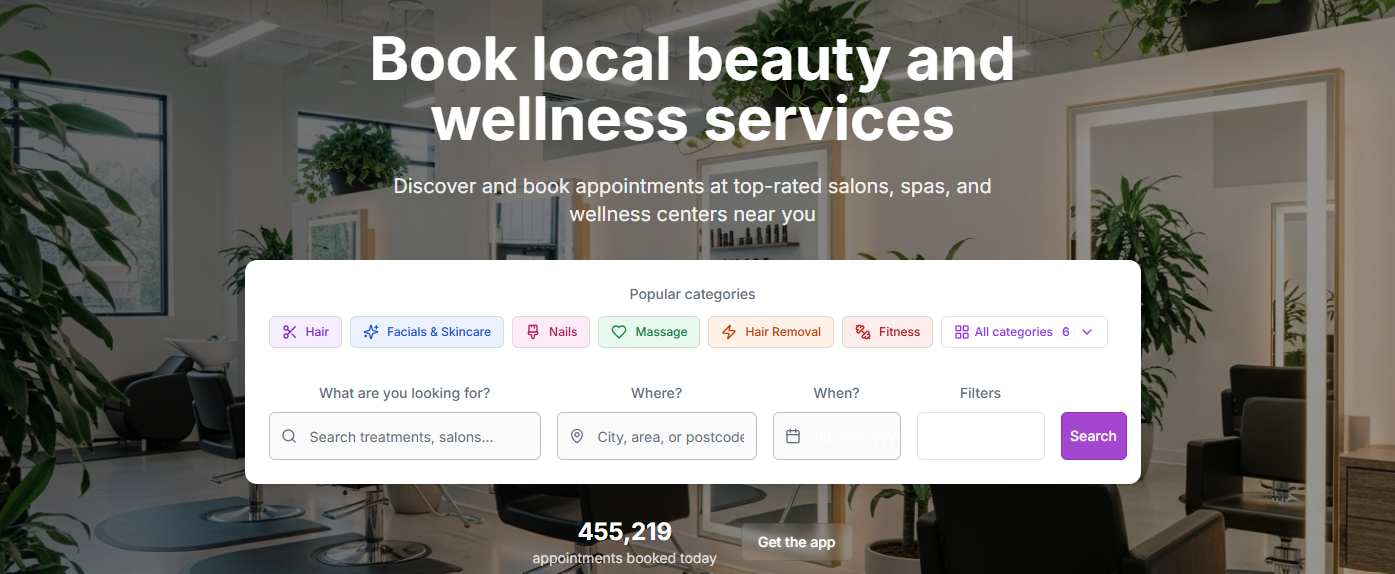 Book local beauty and
wellness services
Discover and book appointments at top-rated salons, spas, and
wellness centers near you
Popular categories
Hair
Facials & Skincare
Nails
Massage
Hair Removal
Fitness
All categories 6
What are you looking for?
Where?
When?
Filters
Search treatments, salons...
City, area, or postcode
dd-mm-yyy
Search
455,219
appointments booked today
Get the app